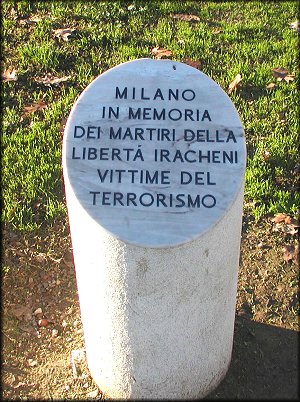 MILANO
IN MEMORIA
DEI MARTIRI DELLA
LIBERTÁ IRACHENI
VITTIME DEL
TERRORISMO